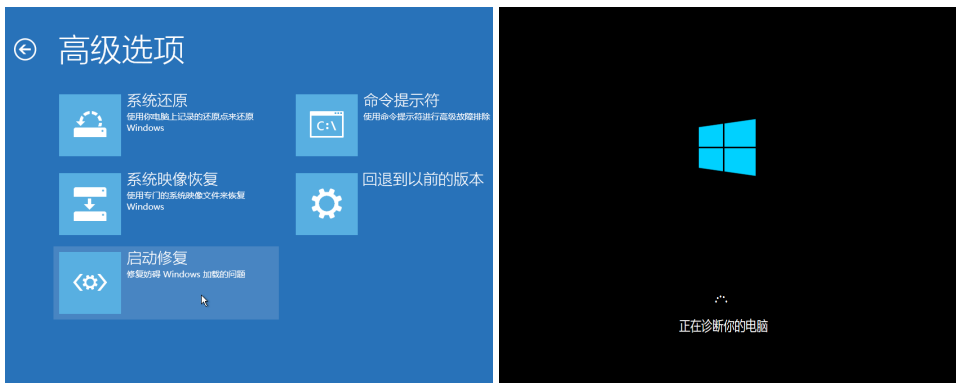 高级选项
系统还原
使用你电脑上记录的还原点来还原
Windows
命令提示符
使用命令提示符进行高级故障排除
C:\
系统映像恢复
使用专门的系统映像文件来恢复
Windows
回退到以前的版本
启动修复
修复妨碍 Windows 加载的问题
正在诊断你的电脑